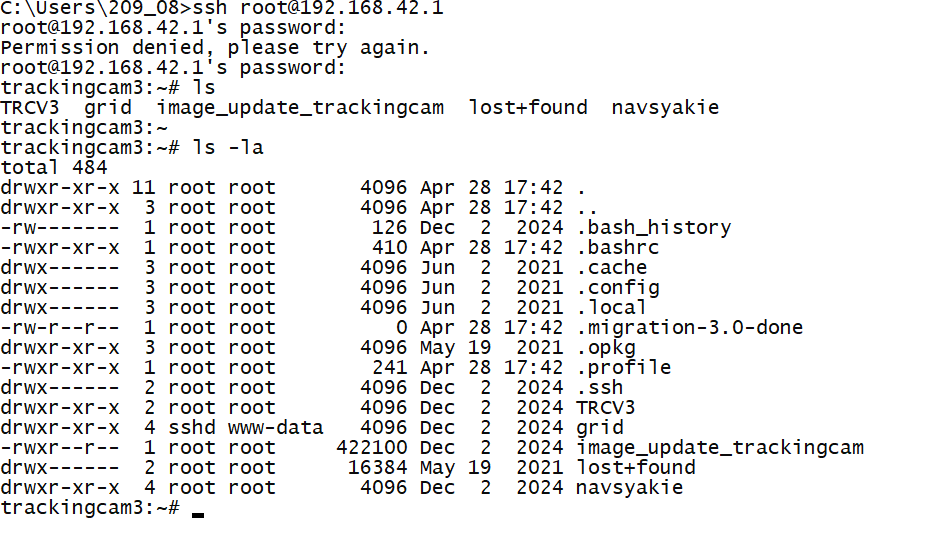 C:\Users\209_08>ssh root@192.168.42.1
root@192.168.42.1's password:
Permission denied, please try again.
root@192.168.42.1's password:
trackingcam3:~# ls
TRCV3  grid  image_update_trackingcam  lost+found  navsyakie
trackingcam3:~
trackingcam3:~# ls -la
total 484
drwxr-xr-x 11 root root       4096 Apr 28 17:42 .
drwxr-xr-x  3 root root       4096 Apr 28 17:42 ..
-rw-------  1 root root        126 Dec  2  2024 .bash_history
-rwxr-xr-x  1 root root        410 Apr 28 17:42 .bashrc
drwx------  3 root root       4096 Jun  2  2021 .cache
drwx------  3 root root       4096 Jun  2  2021 .config
drwx------  3 root root       4096 Jun  2  2021 .local
-rw-r--r--  1 root root          0 Apr 28 17:42 .migration-3.0-done
drwxr-xr-x  3 root root       4096 May 19  2021 .opkg
-rwxr-xr-x  1 root root        241 Apr 28 17:42 .profile
drwx------  2 root root       4096 Dec  2  2024 .ssh
drwxr-xr-x  2 root root       4096 Dec  2  2024 TRCV3
drwxr-xr-x  4 sshd www-data   4096 Dec  2  2024 grid
-rwxr--r--  1 root root     422100 Dec  2  2024 image_update_trackingcam
drwx------  2 root root      16384 May 19  2021 lost+found
drwxr-xr-x  4 root root       4096 Dec  2  2024 navsyakie
trackingcam3:~#